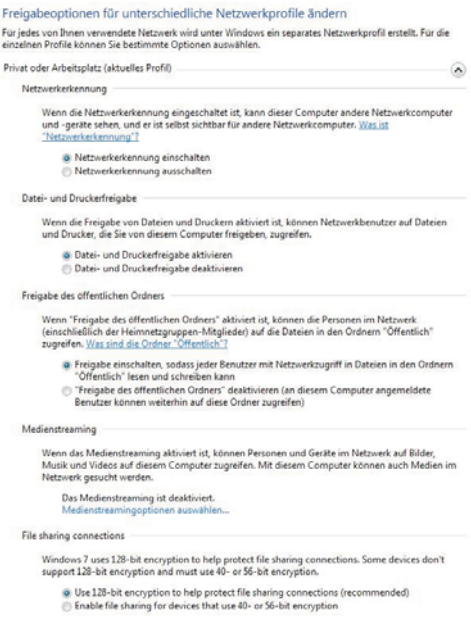 Freigabeoptionen für unterschiedliche Netzwerkprofile ändern
Für jedes von Ihnen verwendete Netzwerk wird unter Windows ein separates Netzwerkprofil erstellt. Für die
einzelnen Profile können Sie bestimmte Optionen auswählen.
Privat oder Arbeitsplatz (aktuelles Profil)
Netzwerkerkennung
Wenn die Netzwerkerkennung eingeschaltet ist, kann dieser Computer andere Netzwerkcomputer
und -geräte sehen, und er ist selbst sichtbar für andere Netzwerkcomputer. Was ist
"Netzwerkerkennung"?
Netzwerkerkennung einschalten
Netzwerkerkennung ausschalten
Datei- und Druckerfreigabe
Wenn die Freigabe von Dateien und Druckern aktiviert ist, können Netzwerkbenutzer auf Dateien
und Drucker, die Sie von diesem Computer freigeben, zugreifen.
Datei- und Druckerfreigabe aktivieren
Datei- und Druckerfreigabe deaktivieren
Freigabe des öffentlichen Ordners
Wenn "Freigabe des öffentlichen Ordners" aktiviert ist, können die Personen im Netzwerk
(einschließlich der Heimnetzgruppen-Mitglieder) auf die Dateien in den Ordnern "Öffentlich"
zugreifen. Was sind die Ordner "Öffentlich"?
Freigabe einschalten, sodass jeder Benutzer mit Netzwerkzugriff in Dateien in den Ordnern
"Öffentlich" lesen und schreiben kann
"Freigabe des öffentlichen Ordners" deaktivieren (an diesem Computer angemeldete
Benutzer können weiterhin auf diese Ordner zugreifen)
Medienstreaming
Wenn das Medienstreaming aktiviert ist, können Personen und Geräte im Netzwerk auf Bilder,
Musik und Videos auf diesem Computer zugreifen. Mit diesem Computer können auch Medien im
Netzwerk gesucht werden.
Das Medienstreaming ist deaktiviert.
Medienstreamingoptionen auswählen...
File sharing connections
Windows 7 uses 128-bit encryption to help protect file sharing connections. Some devices don't
support 128-bit encryption and must use 40- or 56-bit encryption.
Use 128-bit encryption to help protect file sharing connections (recommended)
Enable file sharing for devices that use 40- or 56-bit encryption